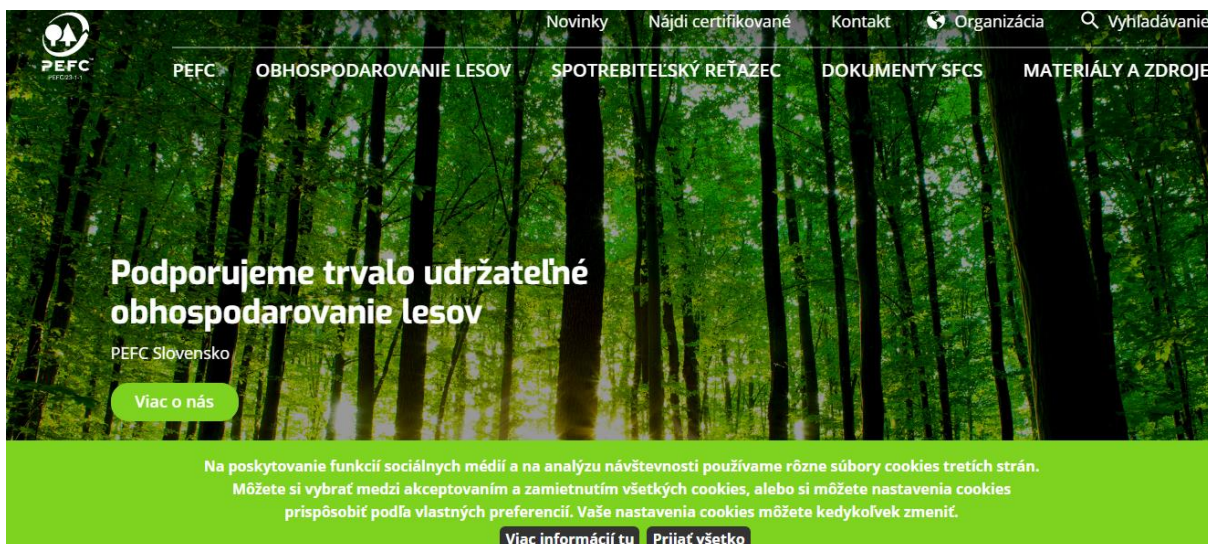 Novinky Nájdi certifikované Kontakt Organizácia Vyhľadávanie
PEFC
PEFC/23-1-1
PEFC OBHOSPODAROVANIE LESOV SPOTREBITEĽSKÝ REŤAZEC DOKUMENTY SFCS MATERIÁLY A ZDROJE
Podporujeme trvalo udržateľné
obhospodarovanie lesov
PEFC Slovensko
Viac o nás
Na poskytovanie funkcií sociálnych médií a na analýzu návštevnosti používame rôzne súbory cookies tretích strán.
Môžete si vybrať medzi akceptovaním a zamietnutím všetkých cookies, alebo si môžete nastavenia cookies
prispôsobiť podľa vlastných preferencií. Vaše nastavenia cookies môžete kedykoľvek zmeniť.
Viac informácií tu Prijať všetko